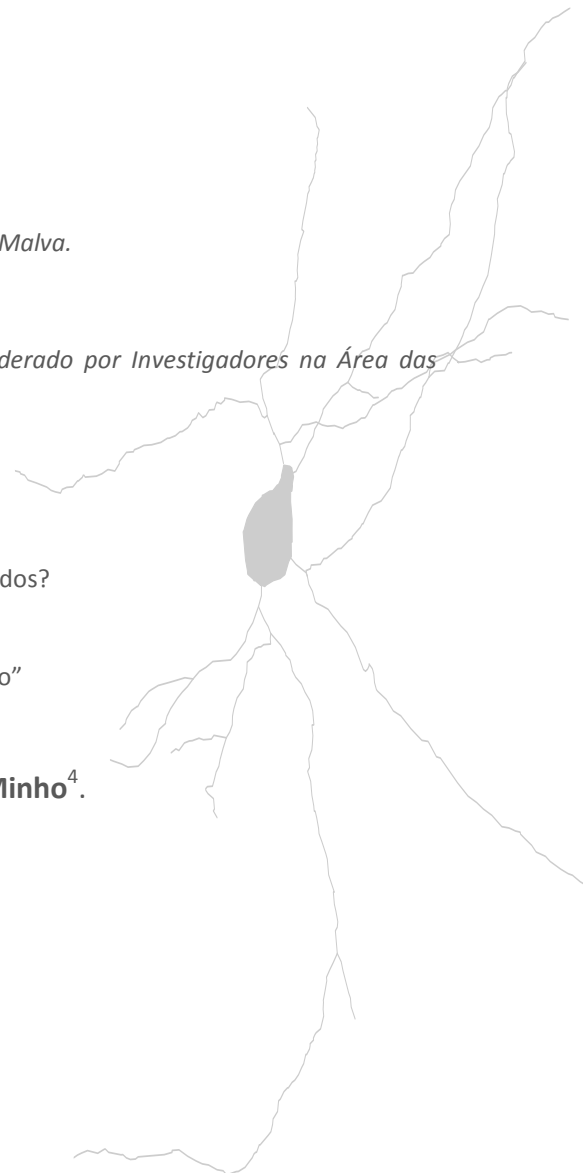 Malva.
derado por Investigadores na Área das
dos?
o”
Minho⁴.